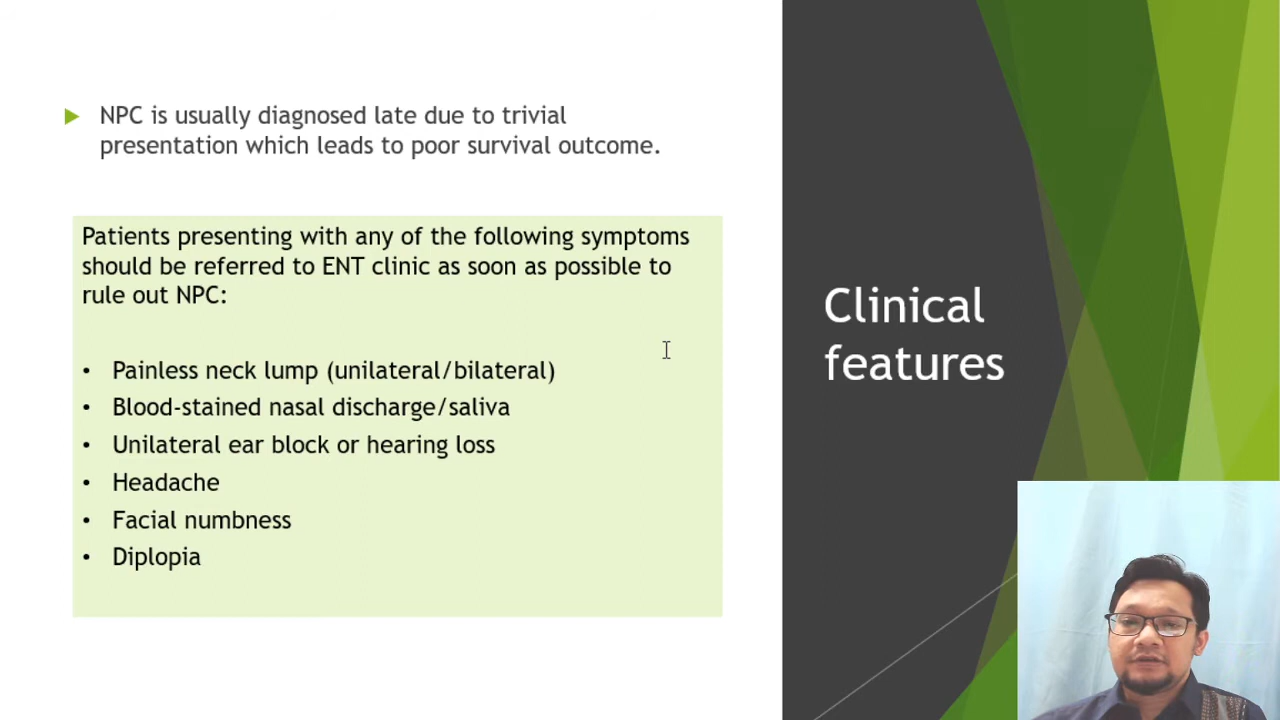 NPC is usually diagnosed late due to trivial
presentation which leads to poor survival outcome.
Patients presenting with any of the following symptoms
should be referred to ENT clinic as soon as possible to
rule out NPC:
• Painless neck lump (unilateral/bilateral)
• Blood-stained nasal discharge/saliva
• Unilateral ear block or hearing loss
• Headache
• Facial numbness
• Diplopia
Clinical
features